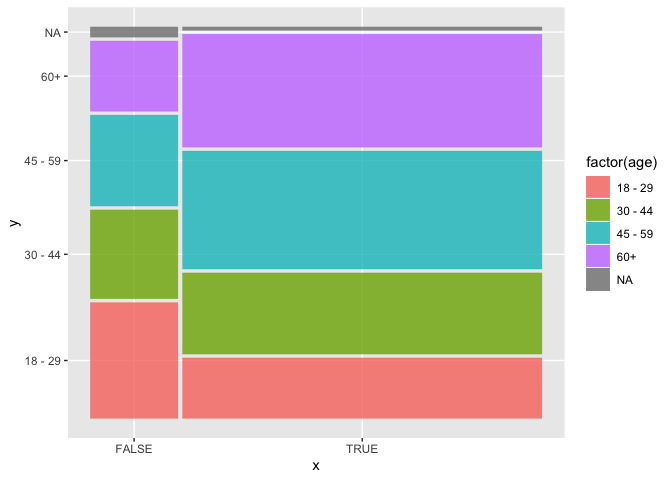 NA
60+
45 - 59
30 - 44
18 - 29
y
FALSE
TRUE
x
factor(age)
18 - 29
30 - 44
45 - 59
60+
NA